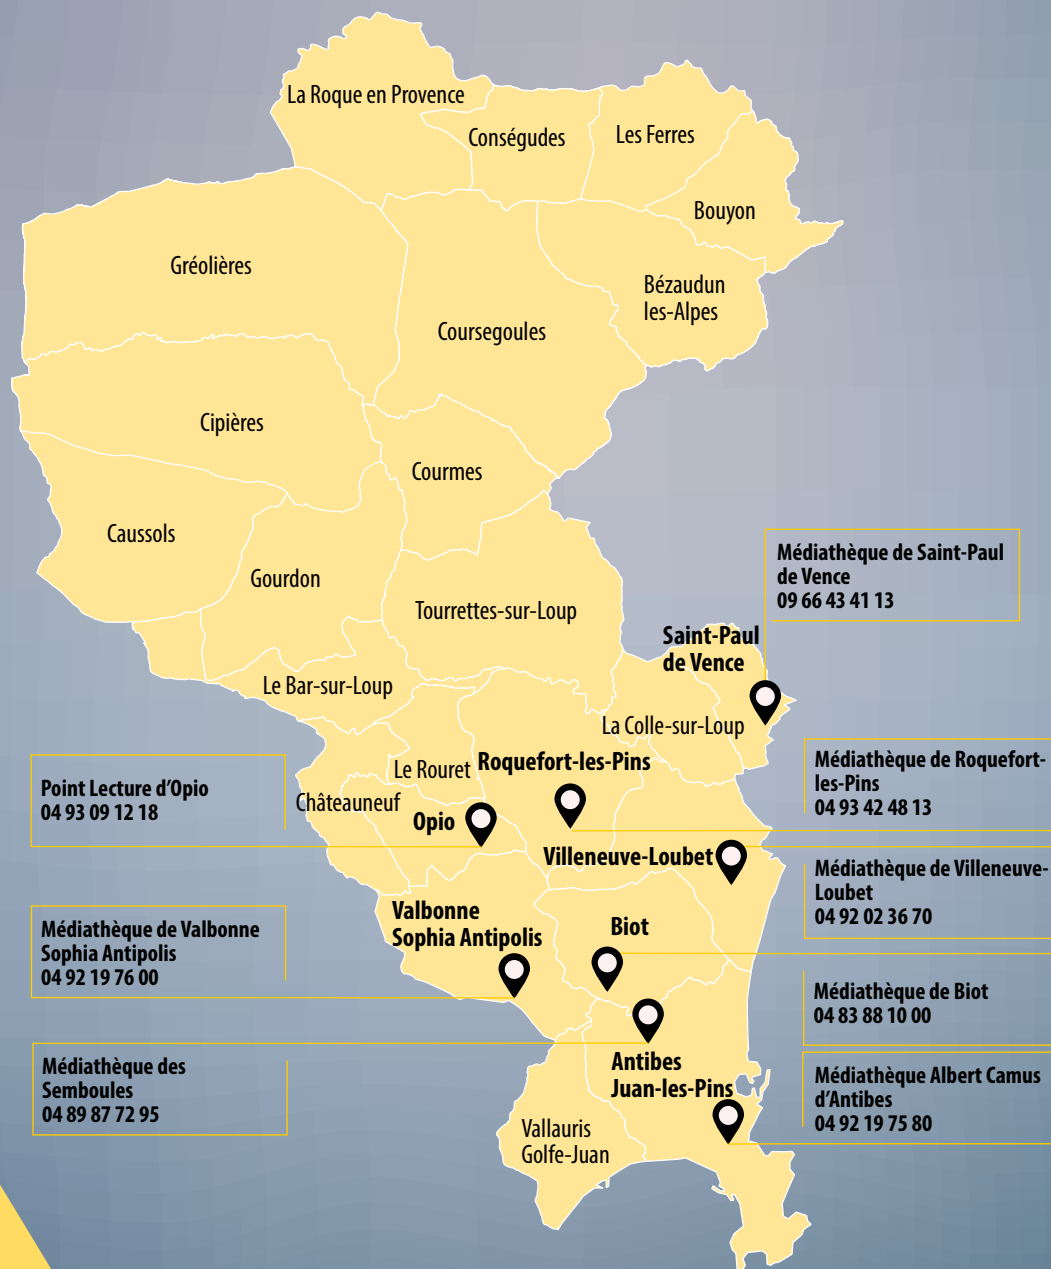 La Roque en Provence
Conségudes
Les Ferres
Bouyon
Gréolières
Bézaudun
les-Alpes
Coursegoules
Cipières
Courmes
Caussols
Gourdon
Tourrettes-sur-Loup
Médiathèque de Saint-Paul
de Vence
09 66 43 41 13
Saint-Paul
de Vence
Le Bar-sur-Loup
La Colle-sur-Loup
Le Rouret
Roquefort-les-Pins
Médiathèque de Roquefort-
les-Pins
04 93 42 48 13
Point Lecture d’Opio
04 93 09 12 18
Châteauneuf
Opio
Villeneuve-Loubet
Médiathèque de Villeneuve-
Loubet
04 92 02 36 70
Médiathèque de Valbonne
Sophia Antipolis
04 92 19 76 00
Valbonne
Sophia Antipolis
Biot
Médiathèque de Biot
04 83 88 10 00
Médiathèque des
Semboules
04 89 87 72 95
Antibes
Juan-les-Pins
Médiathèque Albert Camus
d’Antibes
04 92 19 75 80
Vallauris
Golfe-Juan